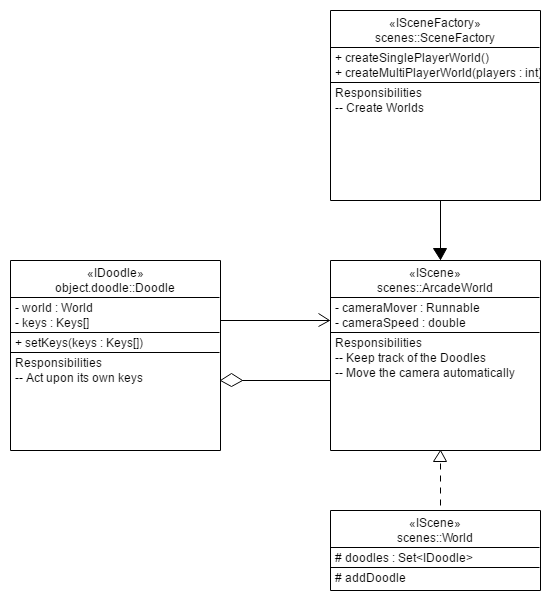 «ISceneFactory»
scenes::SceneFactory
+ createSinglePlayerWorld()
+ createMultiPlayerWorld(players : int)
Responsibilities
-- Create Worlds
«IDoodle»
object.doodle::Doodle
- world : World
- keys : Keys[]
+ setKeys(keys : Keys[])
Responsibilities
-- Act upon its own keys
«IScene»
scenes::ArcadeWorld
- cameraMover : Runnable
- cameraSpeed : double
Responsibilities
-- Keep track of the Doodles
-- Move the camera automatically
«IScene»
scenes::World
# doodles : Set<IDoodle>
# addDoodle